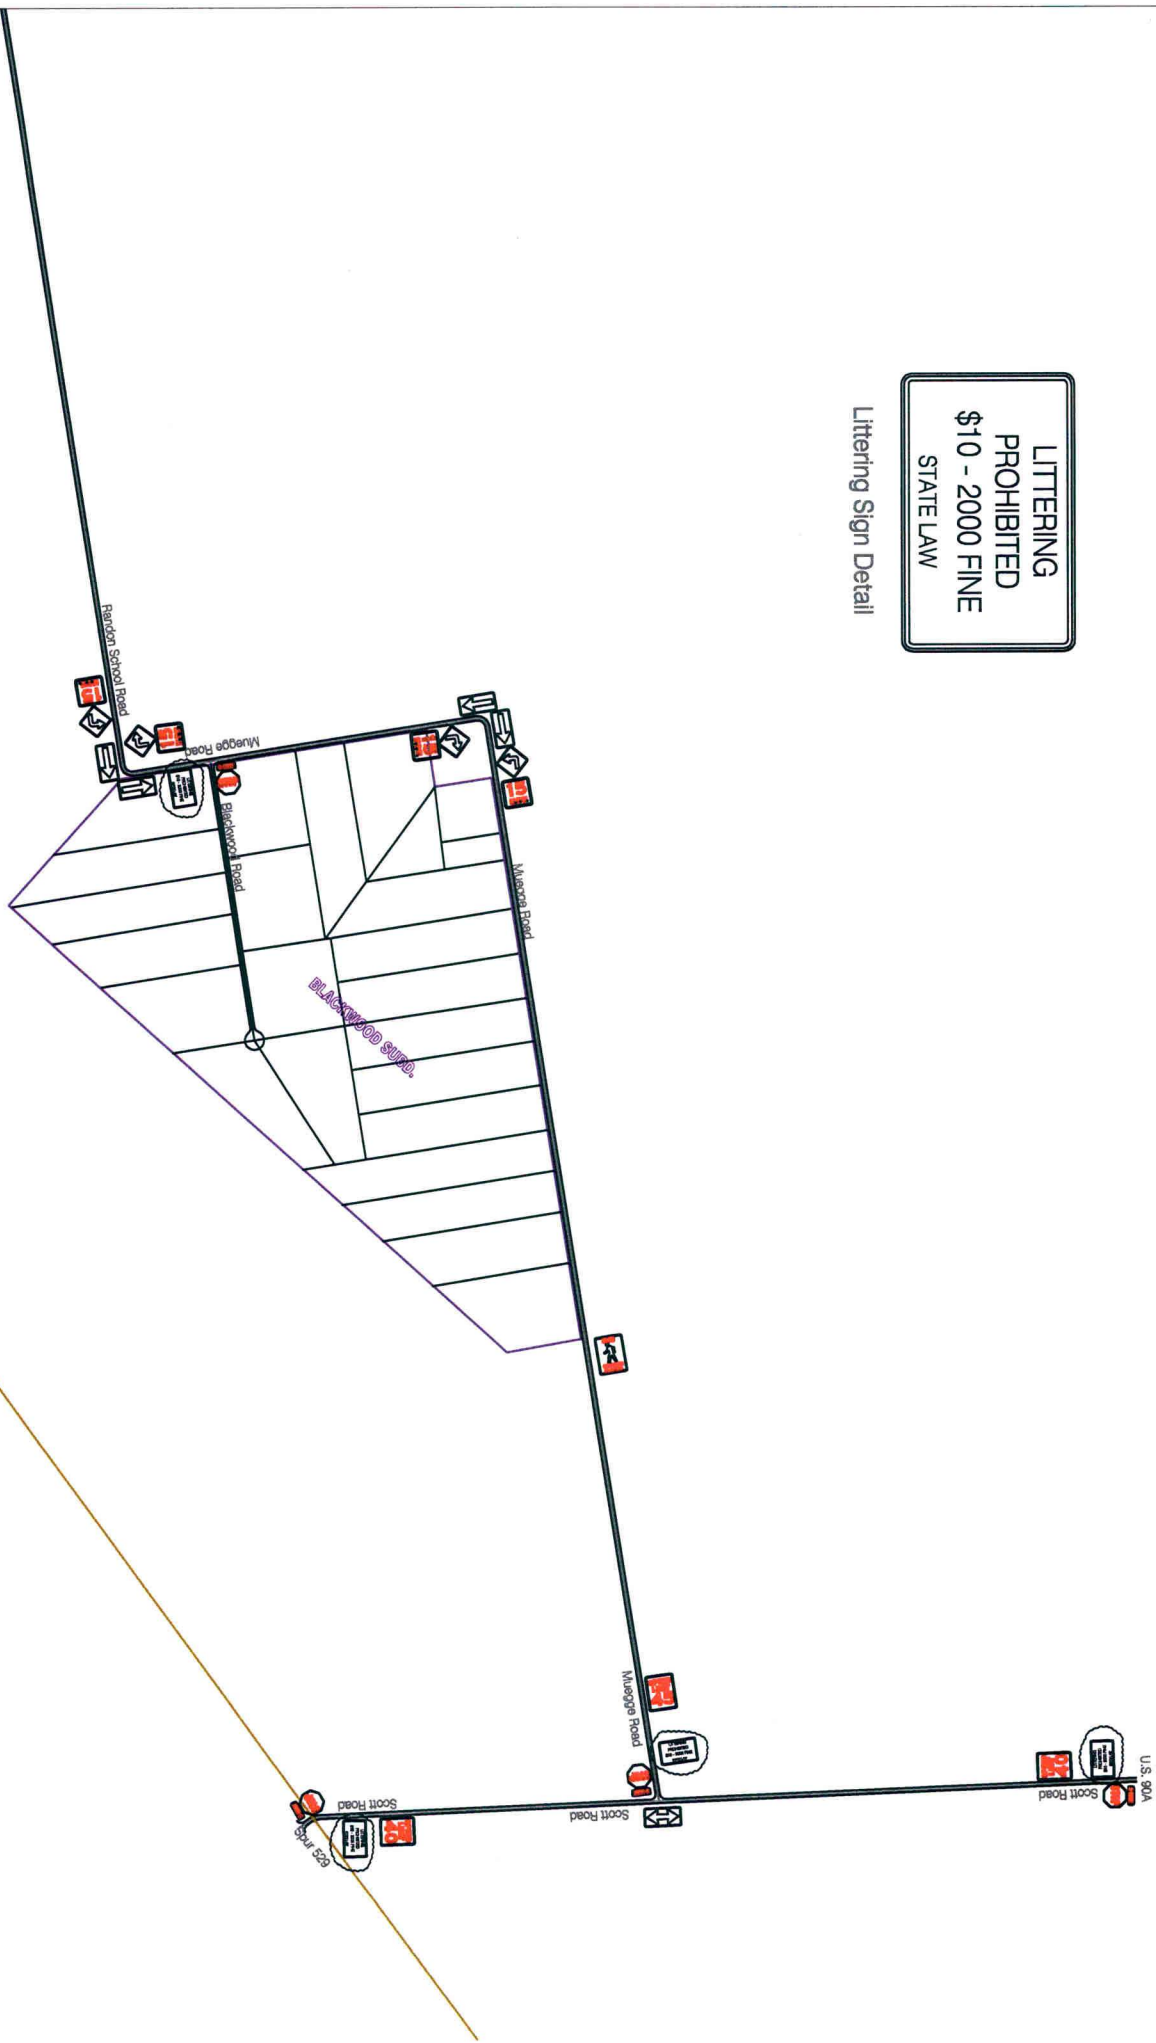 LITTERING
PROHIBITED
$10 - 2000 FINE
STATE LAW
Littering Sign Detail
U.S. 90A
Scott Road
Muegge Road
Scott Road
Scott Road
Spur 529
Muegge Road
BLACKWOOD SUBD.
Blackwood Road
Muegge Road
Randon School Road